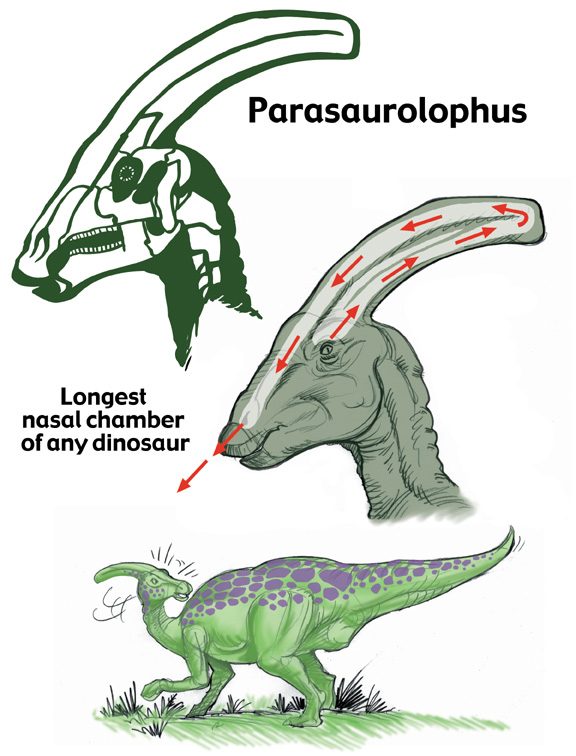 Parasaurolophus
Longest
nasal chamber
of any dinosaur